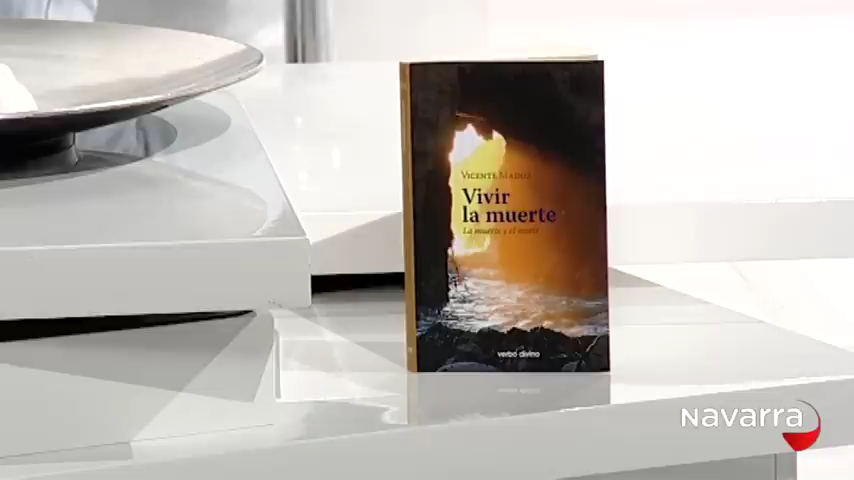 Vicente Madoz
Vivir
la muerte
La muerte y el morir
verbo divino
navarra